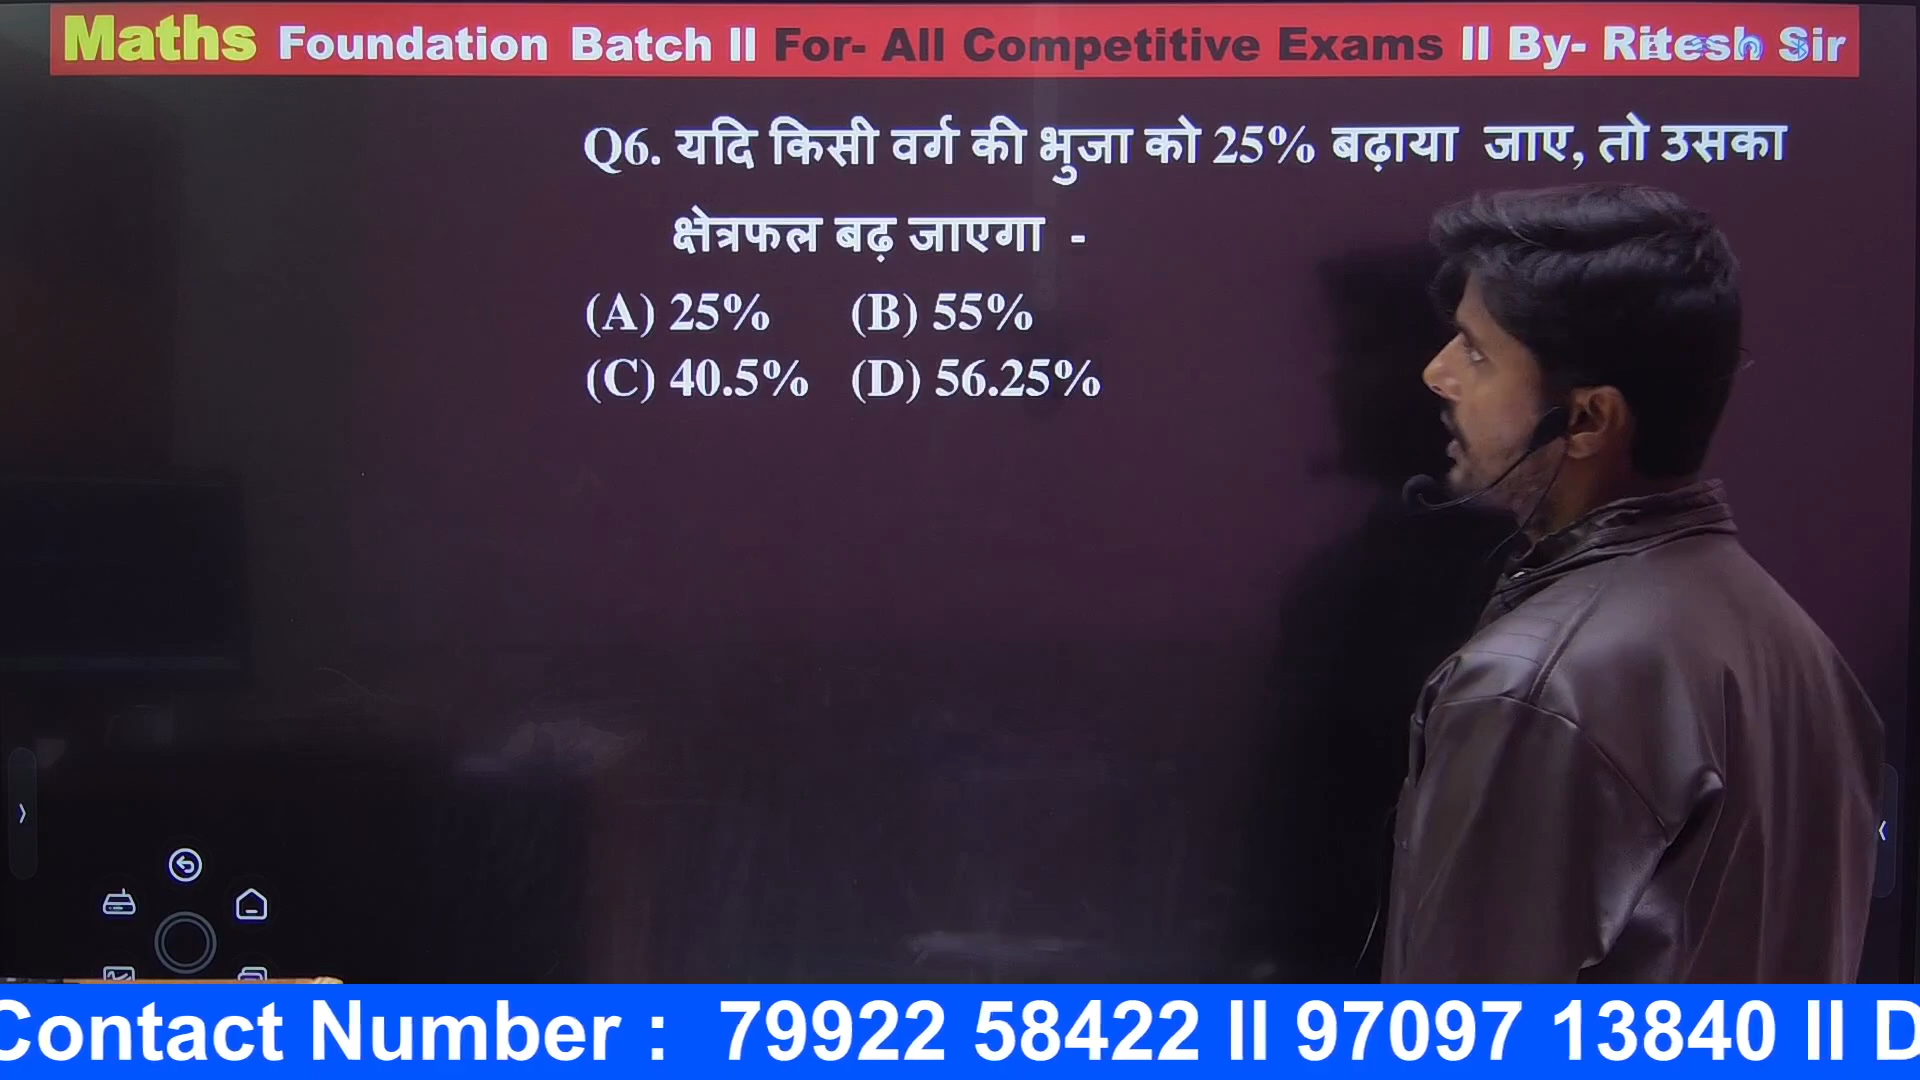 Maths Foundation Batch II For- All Competitive Exams II By- Ritesh Sir
Q6. यदि किसी वर्ग की भुजा को 25% बढ़ाया जाए, तो उसका
क्षेत्रफल बढ़ जाएगा -
(A) 25% (B) 55%
(C) 40.5% (D) 56.25%
Contact Number : 79922 58422 II 97097 13840 II D